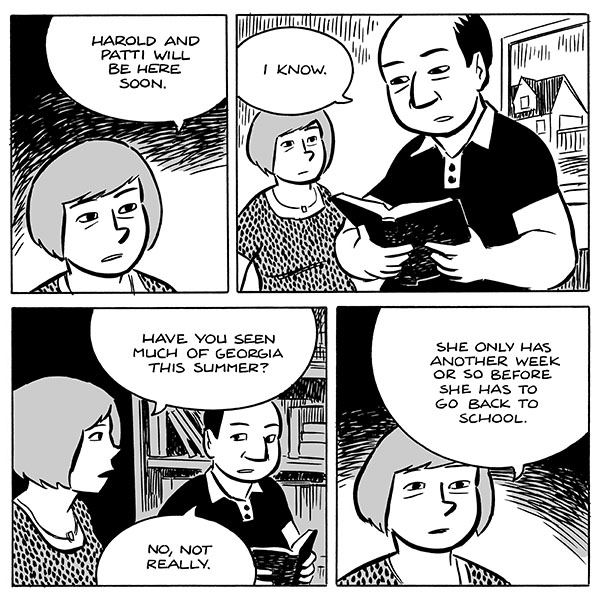 HAROLD AND
PATTI WILL
BE HERE
SOON.
I KNOW.
HAVE YOU SEEN
MUCH OF GEORGIA
THIS SUMMER?
NO, NOT
REALLY.
SHE ONLY HAS
ANOTHER WEEK
OR SO BEFORE
SHE HAS TO
GO BACK TO
SCHOOL.